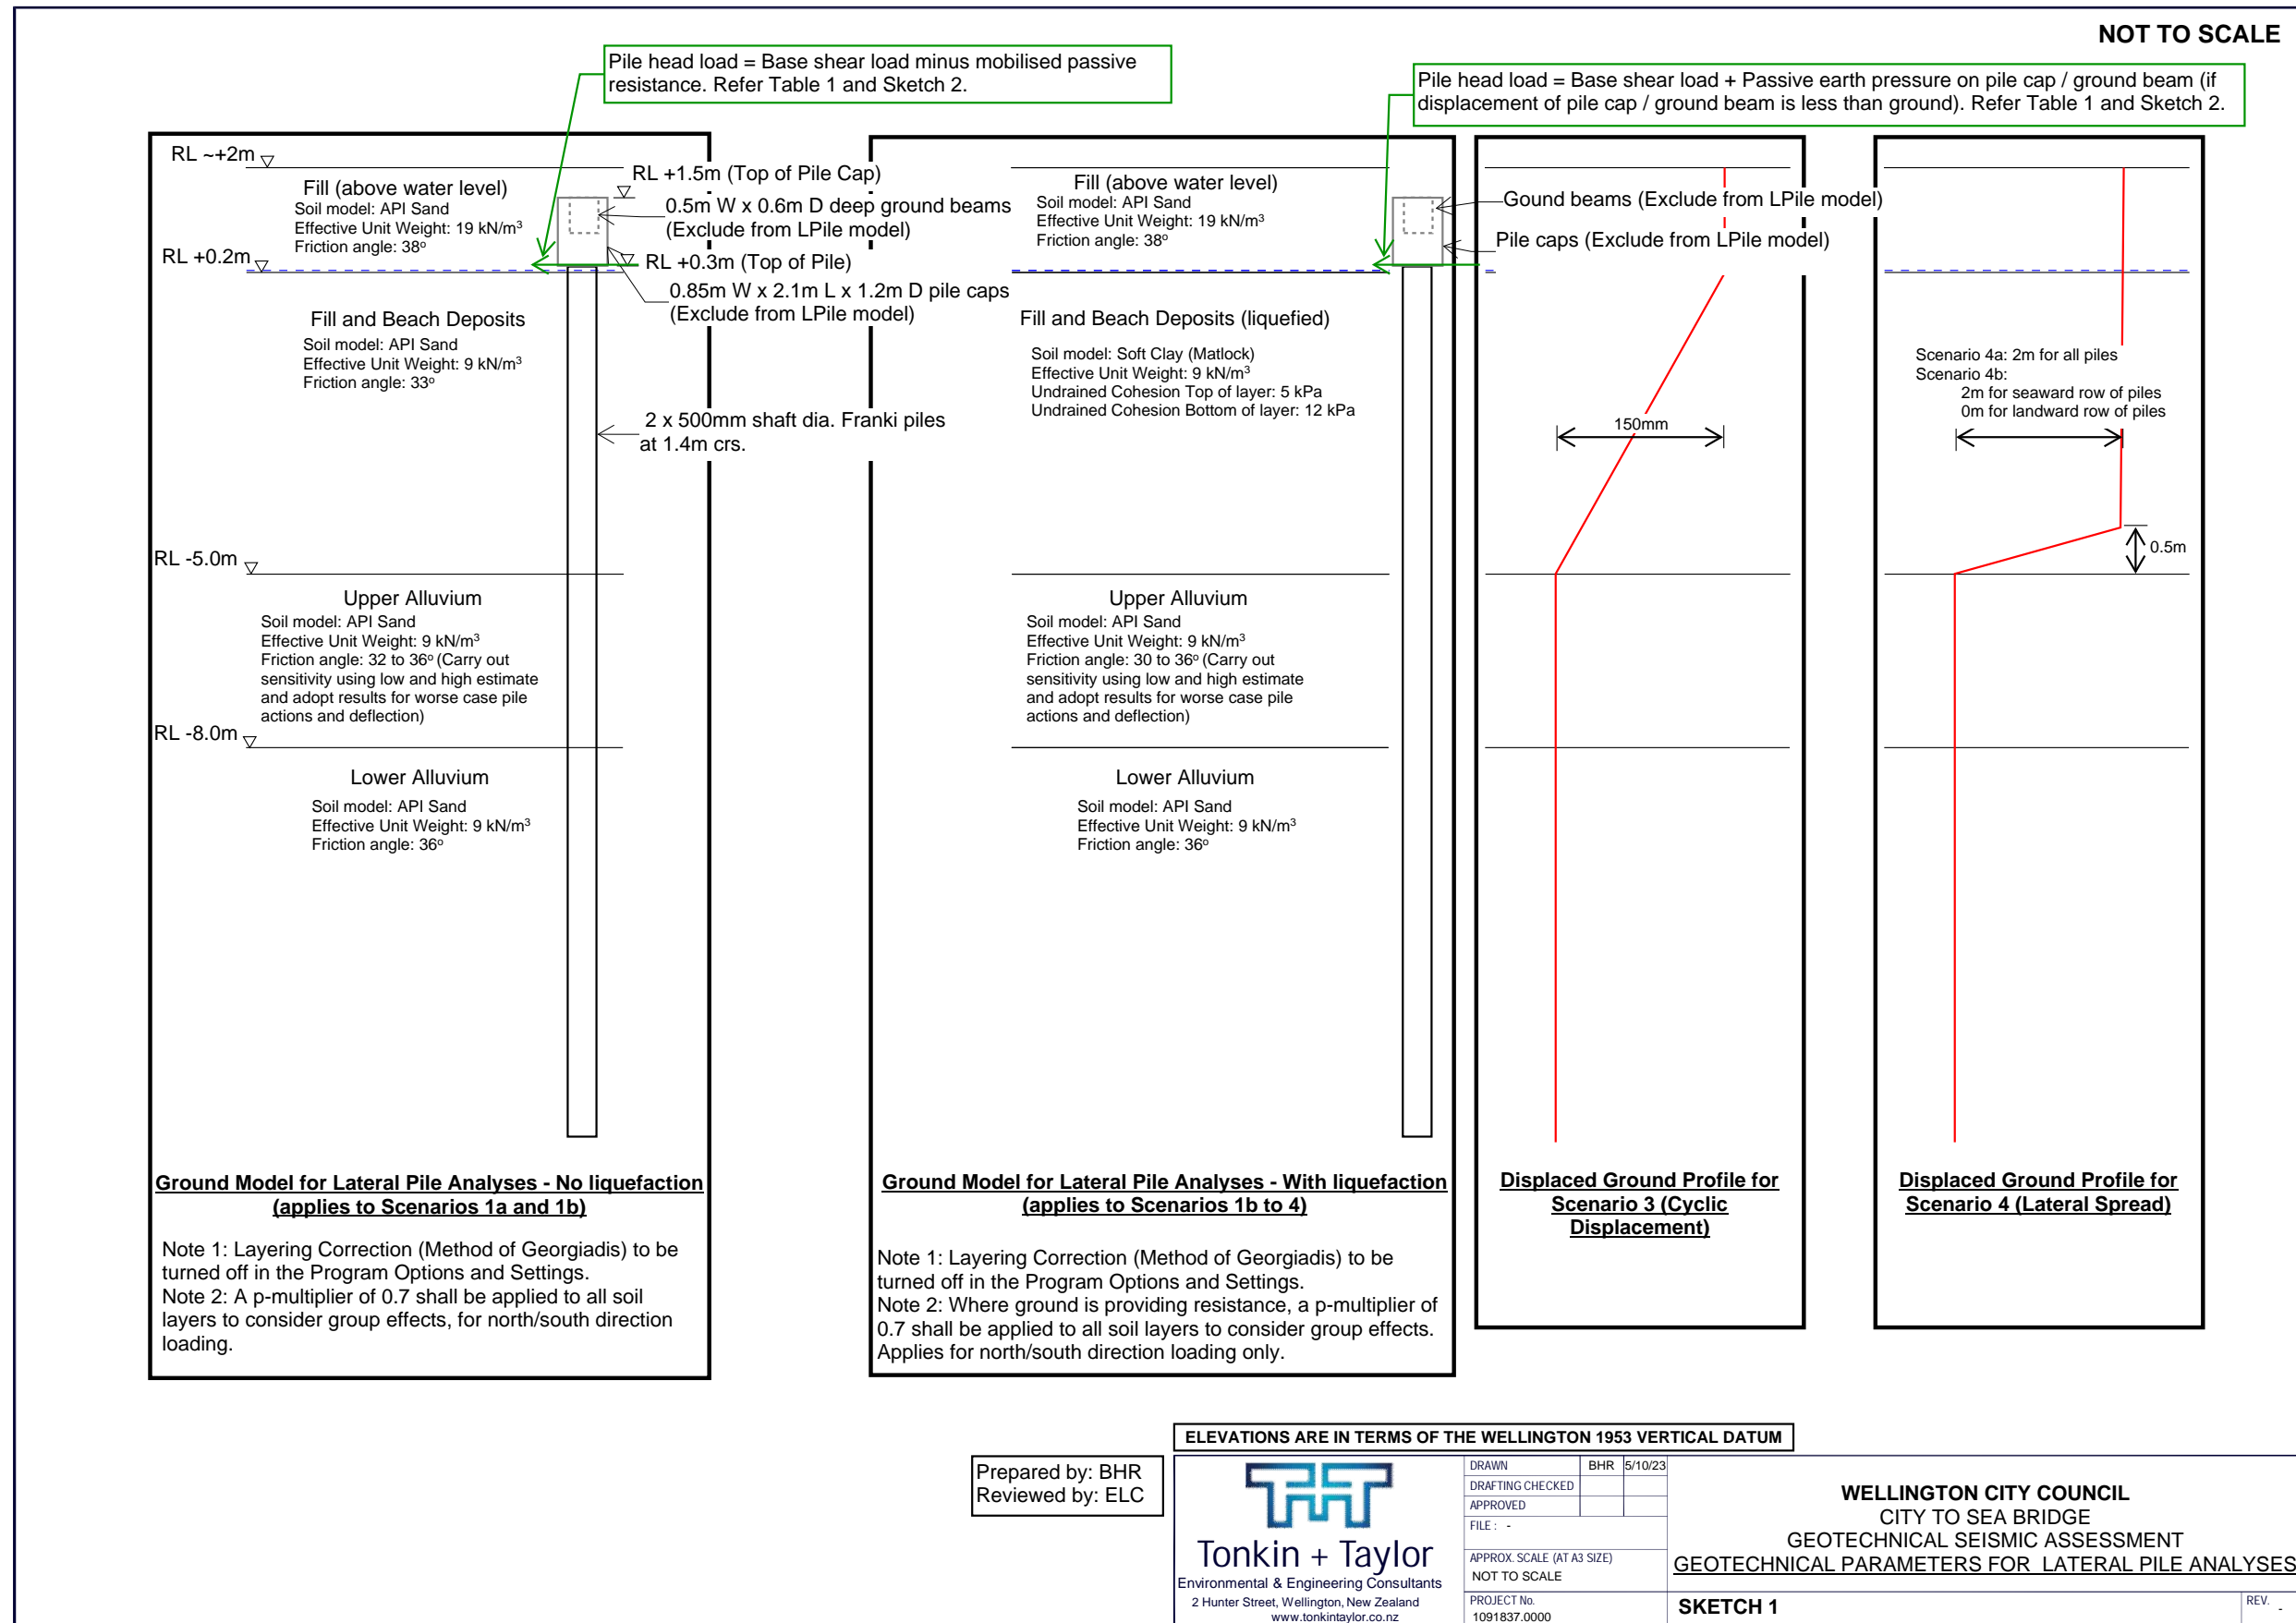 NOT TO SCALE
Pile head load = Base shear load minus mobilised passive
resistance. Refer Table 1 and Sketch 2.
Pile head load = Base shear load + Passive earth pressure on pile cap / ground beam (if
displacement of pile cap / ground beam is less than ground). Refer Table 1 and Sketch 2.
RL ~+2m
Fill (above water level)
Soil model: API Sand
Effective Unit Weight: 19 kN/m³
Friction angle: 38º
RL +1.5m (Top of Pile Cap)
0.5m W x 0.6m D deep ground beams
(Exclude from LPile model)
RL +0.2m
RL +0.3m (Top of Pile)
0.85m W x 2.1m L x 1.2m D pile caps
(Exclude from LPile model)
Fill and Beach Deposits
Soil model: API Sand
Effective Unit Weight: 9 kN/m³
Friction angle: 33º
2 x 500mm shaft dia. Franki piles
at 1.4m crs.
RL -5.0m
Upper Alluvium
Soil model: API Sand
Effective Unit Weight: 9 kN/m³
Friction angle: 32 to 36º (Carry out
sensitivity using low and high estimate
and adopt results for worse case pile
actions and deflection)
RL -8.0m
Lower Alluvium
Soil model: API Sand
Effective Unit Weight: 9 kN/m³
Friction angle: 36º
Ground Model for Lateral Pile Analyses - No liquefaction
(applies to Scenarios 1a and 1b)
Note 1: Layering Correction (Method of Georgiadis) to be
turned off in the Program Options and Settings.
Note 2: A p-multiplier of 0.7 shall be applied to all soil
layers to consider group effects, for north/south direction
loading.
Fill (above water level)
Soil model: API Sand
Effective Unit Weight: 19 kN/m³
Friction angle: 38º
Gound beams (Exclude from LPile model)
Pile caps (Exclude from LPile model)
Fill and Beach Deposits (liquefied)
Soil model: Soft Clay (Matlock)
Effective Unit Weight: 9 kN/m³
Undrained Cohesion Top of layer: 5 kPa
Undrained Cohesion Bottom of layer: 12 kPa
Upper Alluvium
Soil model: API Sand
Effective Unit Weight: 9 kN/m³
Friction angle: 30 to 36º (Carry out
sensitivity using low and high estimate
and adopt results for worse case pile
actions and deflection)
Lower Alluvium
Soil model: API Sand
Effective Unit Weight: 9 kN/m³
Friction angle: 36º
Ground Model for Lateral Pile Analyses - With liquefaction
(applies to Scenarios 1b to 4)
Note 1: Layering Correction (Method of Georgiadis) to be
turned off in the Program Options and Settings.
Note 2: Where ground is providing resistance, a p-multiplier of
0.7 shall be applied to all soil layers to consider group effects.
Applies for north/south direction loading only.
150mm
Displaced Ground Profile for
Scenario 3 (Cyclic
Displacement)
Scenario 4a: 2m for all piles
Scenario 4b:
2m for seaward row of piles
0m for landward row of piles
0.5m
Displaced Ground Profile for
Scenario 4 (Lateral Spread)
ELEVATIONS ARE IN TERMS OF THE WELLINGTON 1953 VERTICAL DATUM
Prepared by: BHR
Reviewed by: ELC
Tonkin + Taylor
Environmental & Engineering Consultants
2 Hunter Street, Wellington, New Zealand
www.tonkintaylor.co.nz
DRAWN BHR 5/10/23
DRAFTING CHECKED
APPROVED
FILE : -
APPROX. SCALE (AT A3 SIZE)
NOT TO SCALE
PROJECT No.
1091837.0000
WELLINGTON CITY COUNCIL
CITY TO SEA BRIDGE
GEOTECHNICAL SEISMIC ASSESSMENT
GEOTECHNICAL PARAMETERS FOR LATERAL PILE ANALYSES
SKETCH 1
REV. -